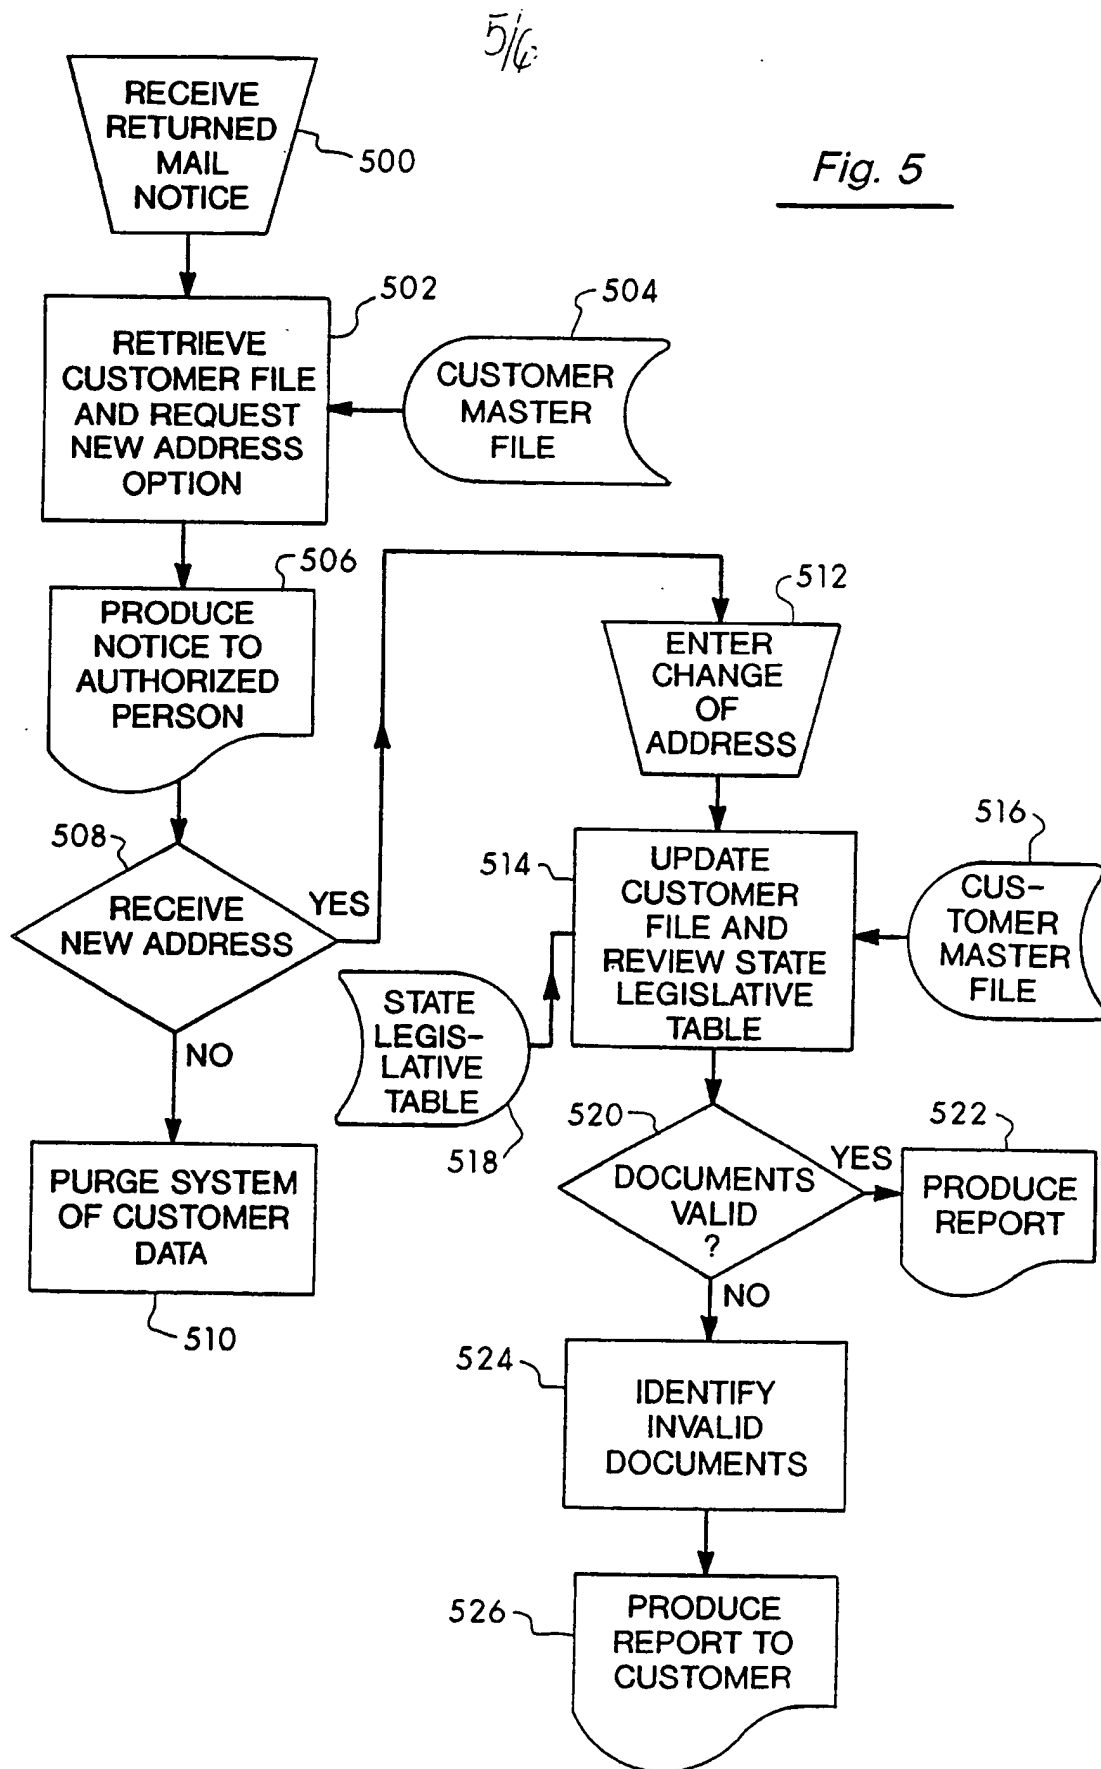 5/6
RECEIVE
RETURNED
MAIL
NOTICE
500
Fig. 5
502
RETRIEVE
CUSTOMER FILE
AND REQUEST
NEW ADDRESS
OPTION
504
CUSTOMER
MASTER
FILE
506
PRODUCE
NOTICE TO
AUTHORIZED
PERSON
508
RECEIVE
NEW ADDRESS
YES
NO
PURGE SYSTEM
OF CUSTOMER
DATA
510
512
ENTER
CHANGE
OF
ADDRESS
514
UPDATE
CUSTOMER
FILE AND
REVIEW STATE
LEGISLATIVE
TABLE
516
CUS-
TOMER
MASTER
FILE
STATE
LEGIS-
LATIVE
TABLE
518
520
DOCUMENTS
VALID
?
YES
522
PRODUCE
REPORT
NO
524
IDENTIFY
INVALID
DOCUMENTS
526
PRODUCE
REPORT TO
CUSTOMER